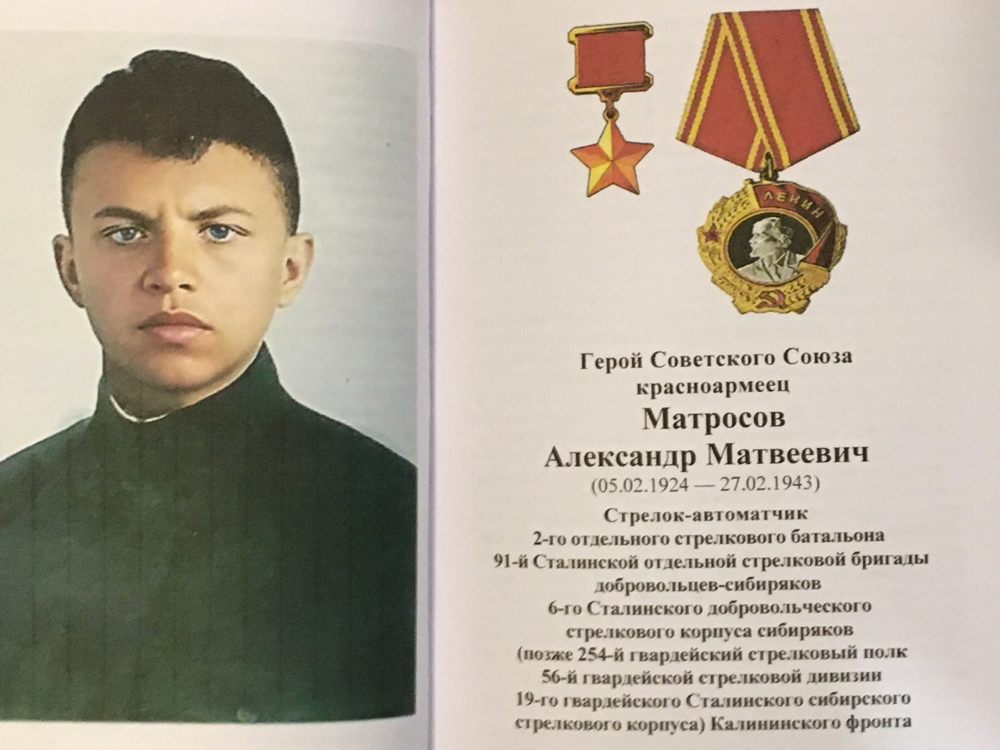 ЛЕНИН
Герой Советского Союза
красноармеец
Матросов
Александр Матвеевич
(05.02.1924 — 27.02.1943)
Стрелок-автоматчик
2-го отдельного стрелкового батальона
91-й Сталинской отдельной стрелковой бригады
добровольцев-сибиряков
6-го Сталинского добровольческого
стрелкового корпуса сибиряков
(позже 254-й гвардейский стрелковый полк
56-й гвардейской стрелковой дивизии
19-го гвардейского Сталинского сибирского
стрелкового корпуса) Калининского фронта